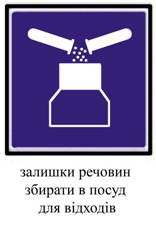 залишки речовин
збирати в посуд
для відходів